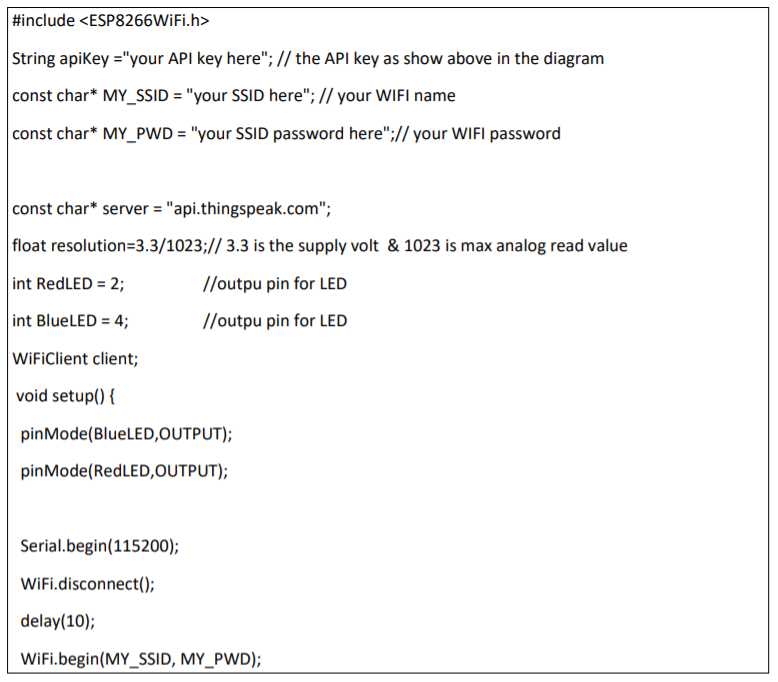 #include <ESP8266WiFi.h>
String apiKey ="your API key here"; // the API key as show above in the diagram
const char* MY_SSID = "your SSID here"; // your WIFI name
const char* MY_PWD = "your SSID password here";// your WIFI password
const char* server = "api.thingspeak.com";
float resolution=3.3/1023;// 3.3 is the supply volt  & 1023 is max analog read value
int RedLED = 2;             //outpu pin for LED
int BlueLED = 4;            //outpu pin for LED
WiFiClient client;
void setup() {
pinMode(BlueLED,OUTPUT);
pinMode(RedLED,OUTPUT);
Serial.begin(115200);
WiFi.disconnect();
delay(10);
WiFi.begin(MY_SSID, MY_PWD);